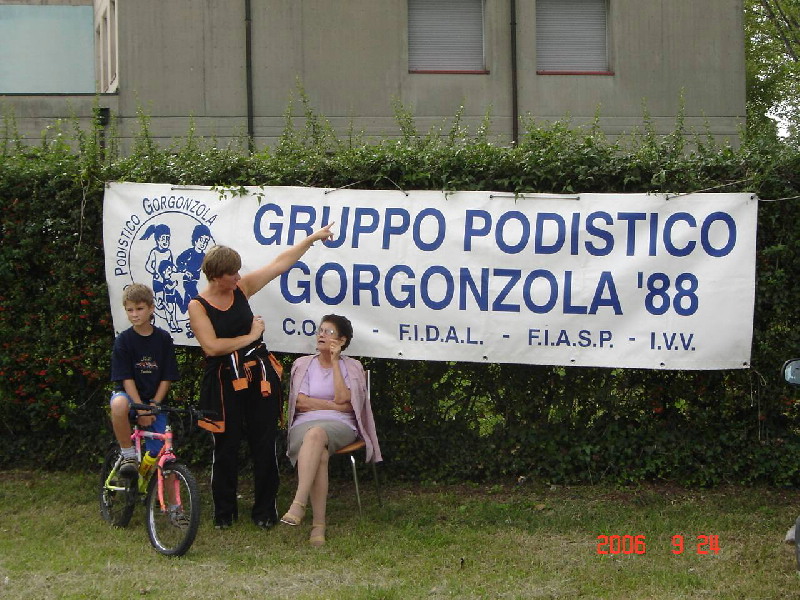 PODISTICO GORGONZOLA
GRUPPO PODISTICO
GORGONZOLA '88
C.O - F.I.D.A.L. - F.I.A.S.P. - I.V.V.
2006 9 24